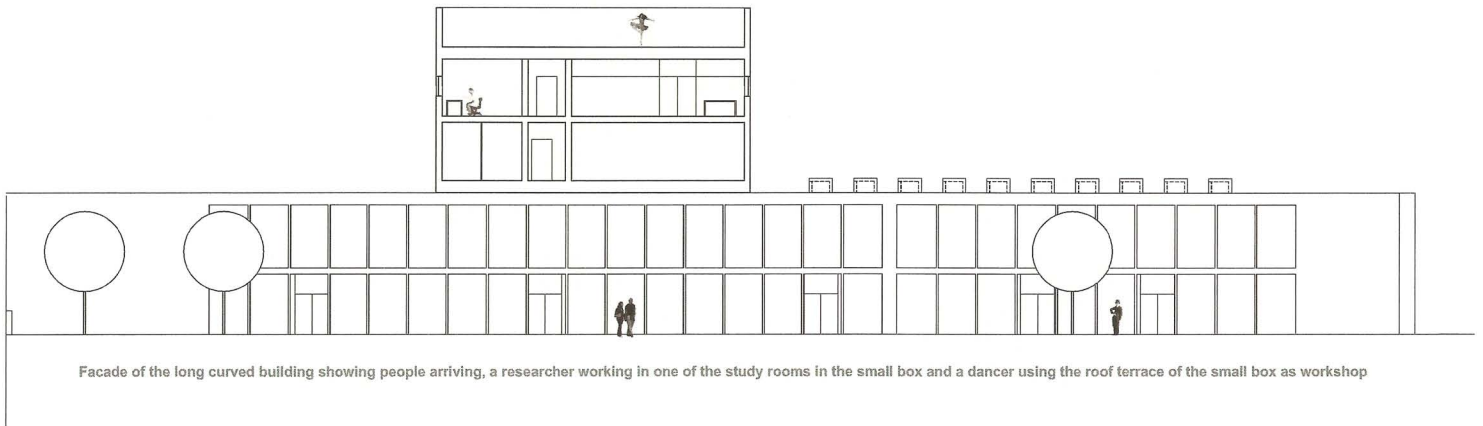 Facade of the long curved building showing people arriving, a researcher working in one of the study rooms in the small box and a dancer using the roof terrace of the small box as workshop